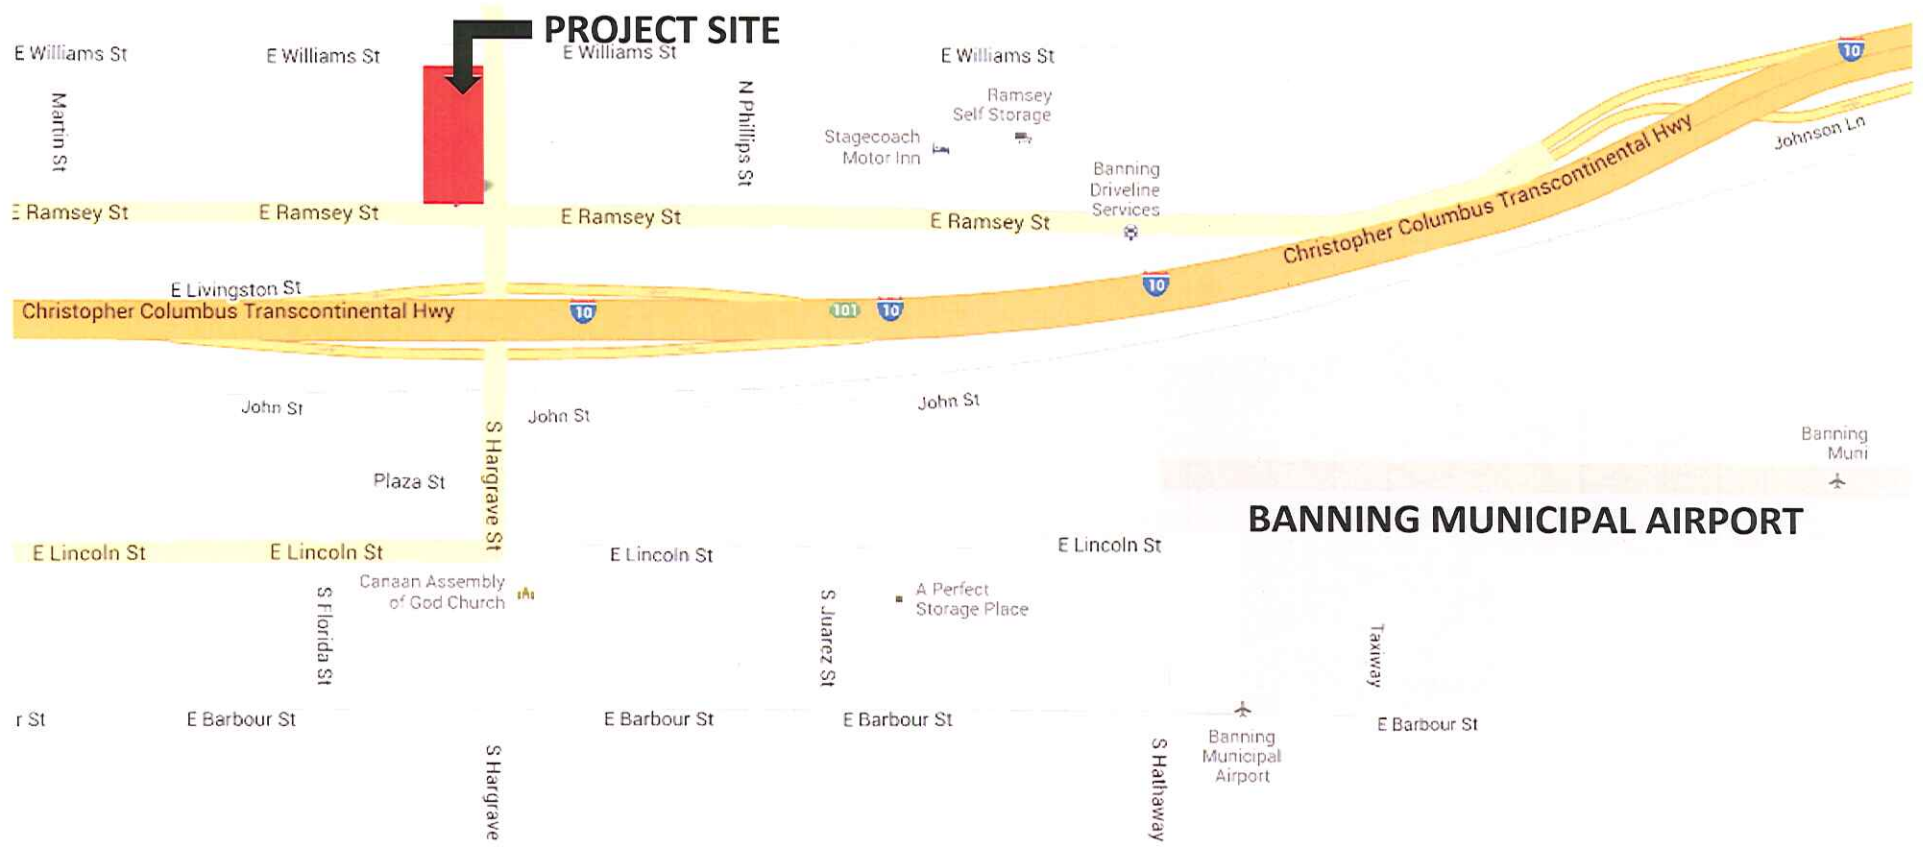 PROJECT SITE
E Williams St
E Williams St
E Williams St
E Williams St
10
Martin St
N Phillips St
Ramsey
Self Storage
Stagecoach
Motor Inn
Johnson Ln
Banning
Driveline
Services
E Ramsey St
E Ramsey St
E Ramsey St
E Ramsey St
Christopher Columbus Transcontinental Hwy
E Livingston St
Christopher Columbus Transcontinental Hwy
10
101
10
10
John St
John St
John St
S Hargrave St
Plaza St
Banning
Muni
BANNING MUNICIPAL AIRPORT
E Lincoln St
E Lincoln St
E Lincoln St
E Lincoln St
Canaan Assembly
of God Church
S Florida St
S Juarez St
A Perfect
Storage Place
Taxiway
r St
E Barbour St
E Barbour St
E Barbour St
E Barbour St
S Hargrave
S Hathaway
Banning
Municipal
Airport